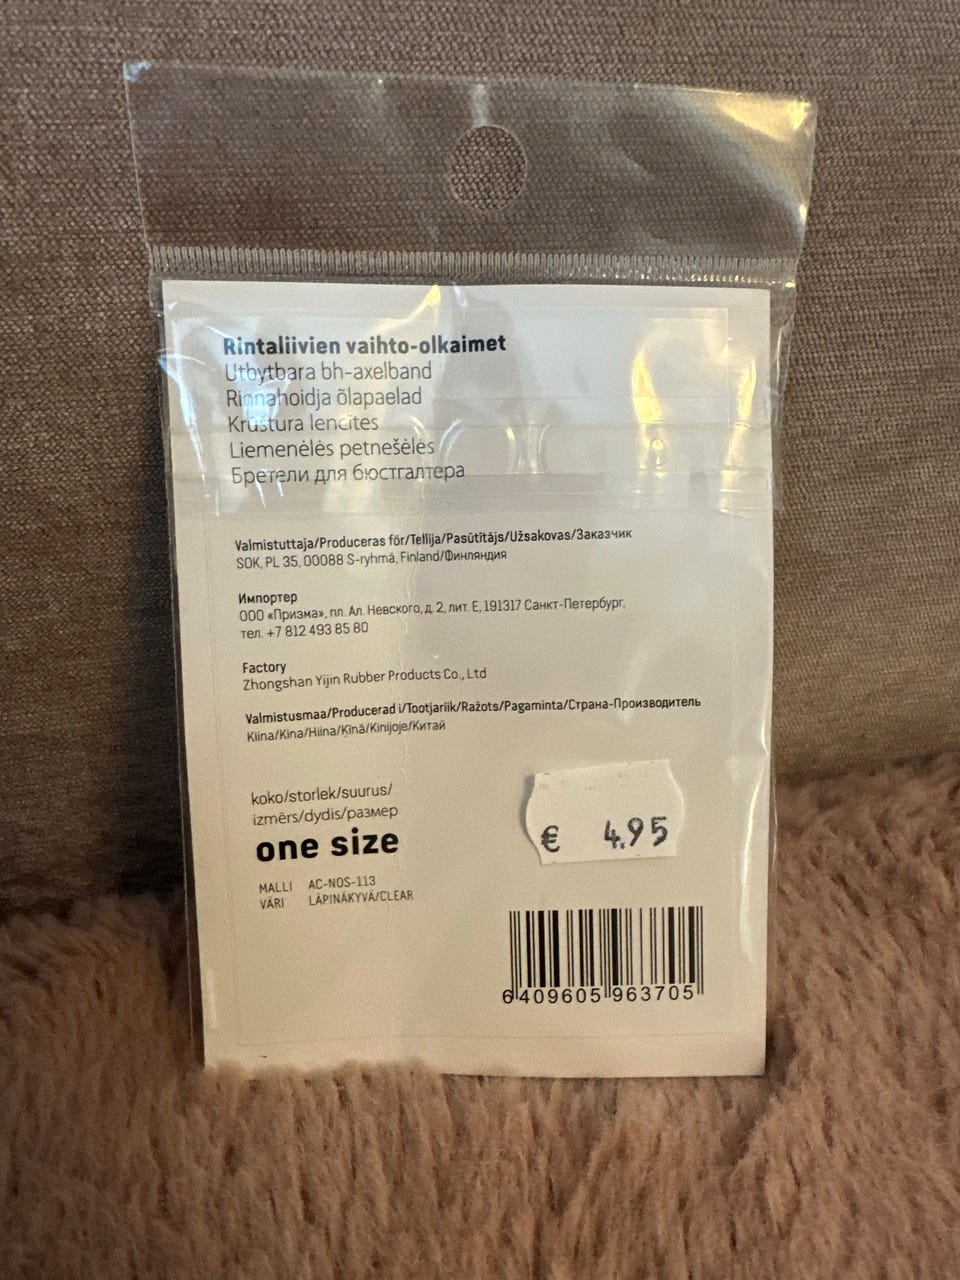 Rintaliivien vaihto-olkaimet
Utbytbara bh-axelband
Rinnahoidja õlapaelad
Krūštura lencītes
Liemenėlės petnešėlės
Бретели для бюстгалтера
Valmistuttaja/Produceras för/Tellija/Pasūtītājs/Užsakovas/Заказчик
SOK, PL 35, 00088 S-ryhmä, Finland/Финляндия
Импортер
ООО «Призма», пл. Ал. Невского, д. 2, лит. Е, 191317 Санкт-Петербург,
тел. +7 812 493 85 80
Factory
Zhongshan Yijin Rubber Products Co., Ltd
Valmistusmaa/Producerad i/Tootjariik/Ražots/Pagaminta/Страна-Производитель
Kiina/Kina/Hiina/Ķīnā/Kinijoje/Китай
koko/storlek/suurus/
izmērs/dydis/размер
one size
MALLI AC-NOS-113
VÄRI LÄPINÄKYVÄ/CLEAR
€ 4.95
6 409605 963705